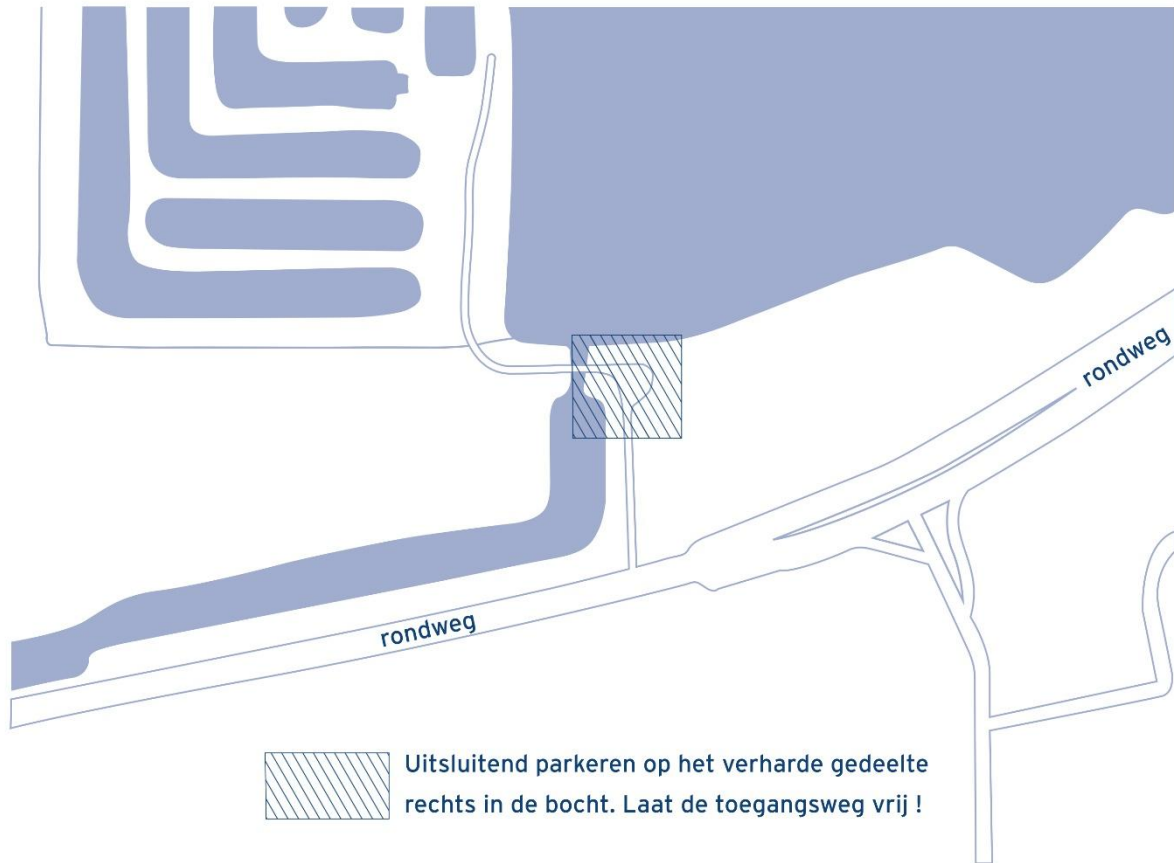 rondweg
rondweg
Uitsluitend parkeren op het verharde gedeelte
rechts in de bocht. Laat de toegangsweg vrij !